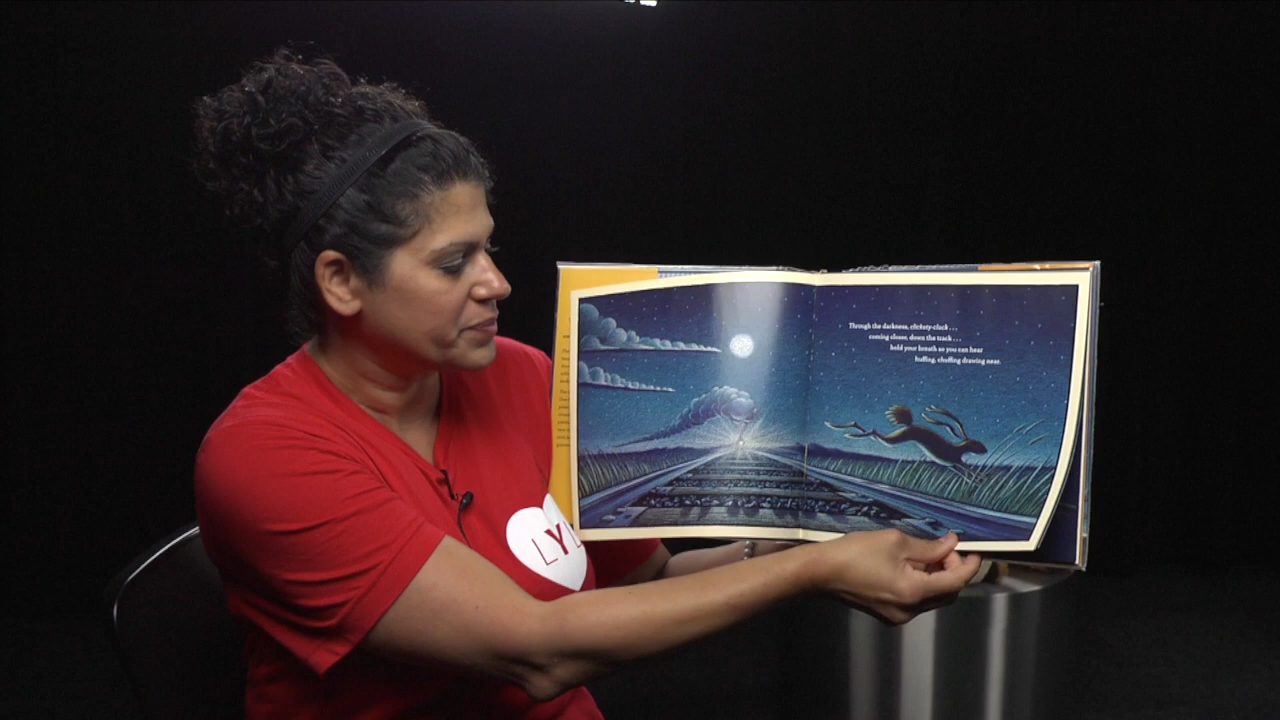 Through the darkness, clickety-clack . . .
coming closer, down the track . . .
hold your breath so you can hear
huffing, chuffing drawing near.
LY